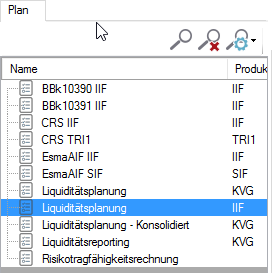 Plan
Name Produk
BBk10390 IIF IIF
BBk10391 IIF IIF
CRS IIF IIF
CRS TRI1 TRI1
EsmaAIF IIF IIF
EsmaAIF SIF SIF
Liquiditätsplanung KVG
Liquiditätsplanung IIF
Liquiditätsplanung - Konsolidiert KVG
Liquiditätsreporting KVG
Risikotragfähigkeitsrechnung